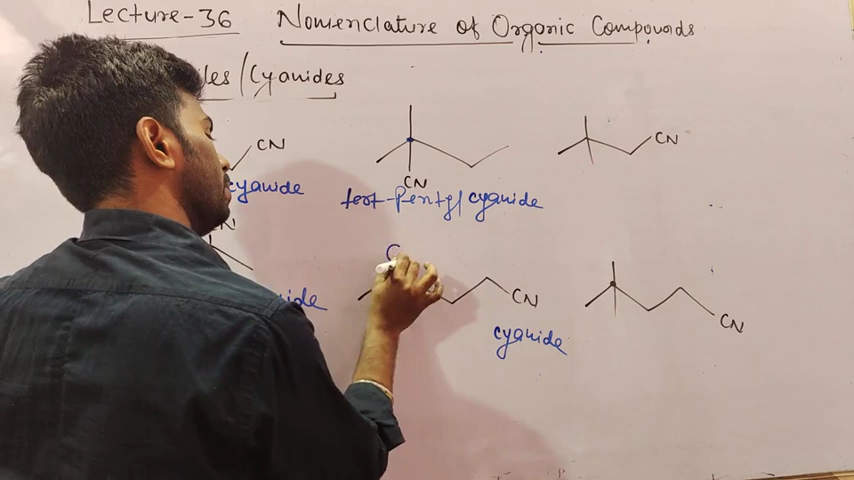 Lecture-36 Nomenclature of Organic Compounds
les/Cyanides
CN
CN
CN
cyanide
tert-Pentyl cyanide
CN
C
CN
CN
ide
cyanide